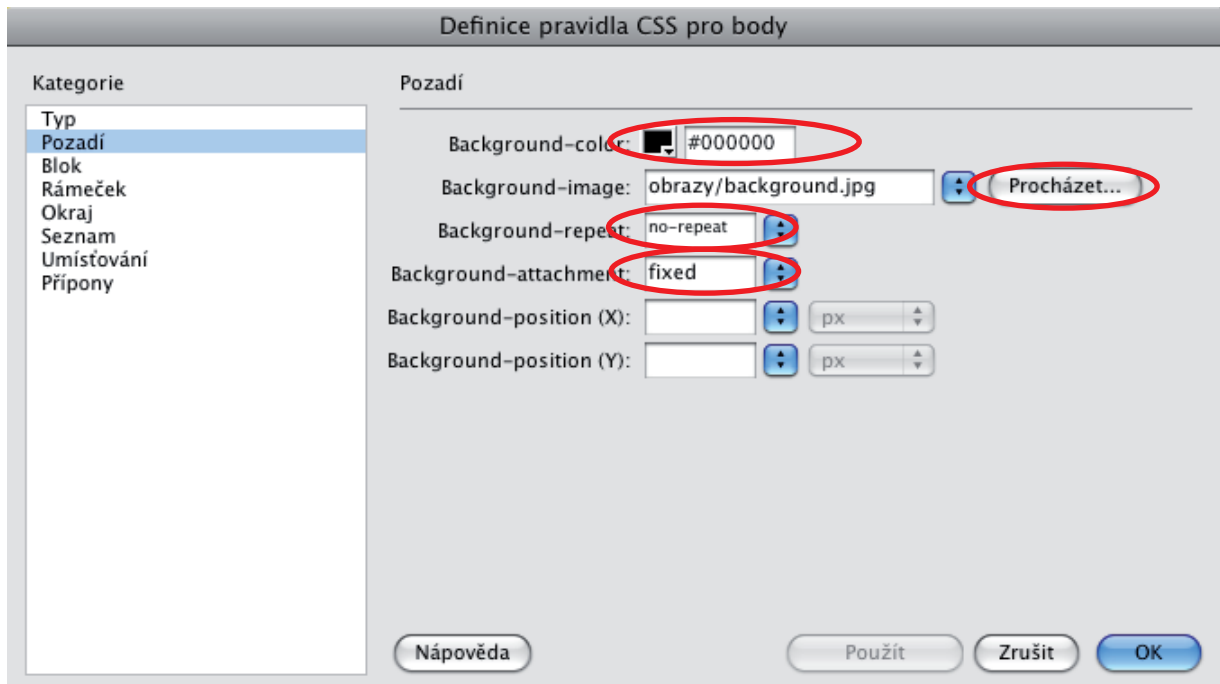 Definice pravidla CSS pro body
Kategorie
Typ
Pozadí
Blok
Rámeček
Okraj
Seznam
Umísťování
Přípony
Pozadí
Background-color: #000000
Background-image: obrazy/background.jpg Procházet...
Background-repeat: no-repeat
Background-attachment: fixed
Background-position (X): px
Background-position (Y): px
Nápověda Použít Zrušit OK